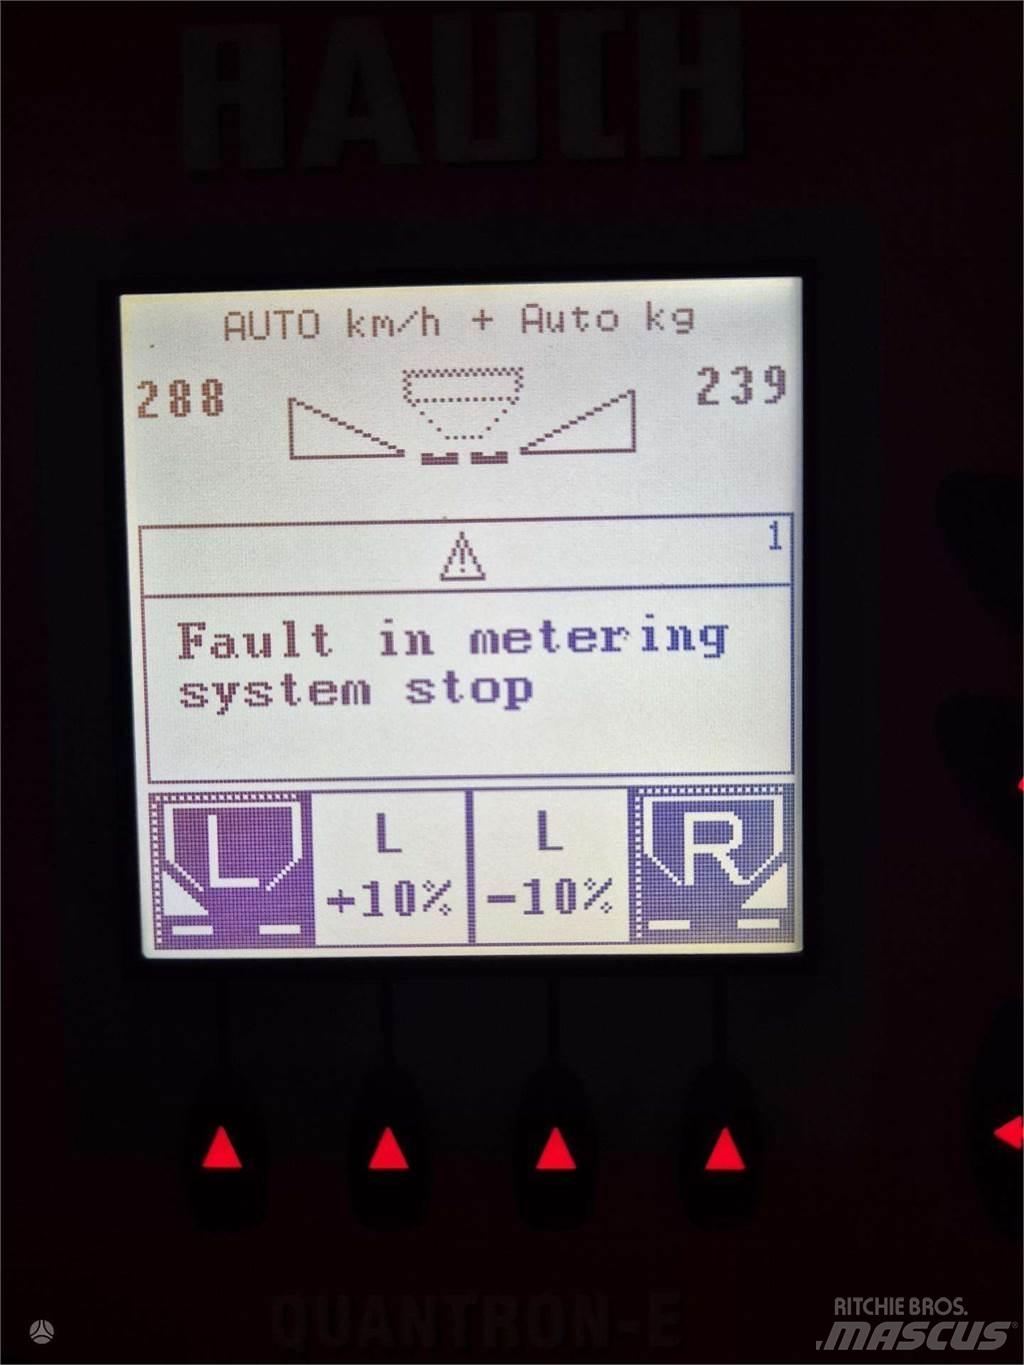 RAUCH
AUTO km/h + Auto kg
288
239
1
Fault in metering
system stop
L
L
+10%
L
-10%
R
QUANTRON-E
RITCHIE BROS.
MASCUS